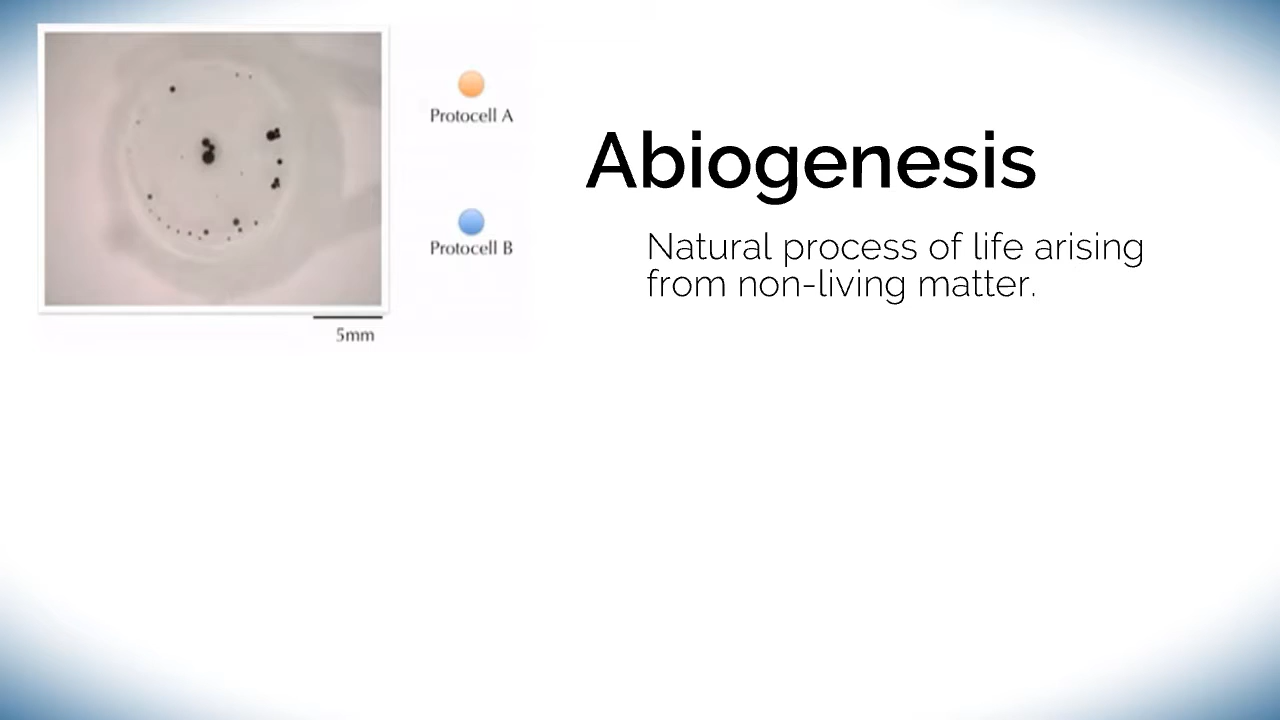 Protocell A
Protocell B
5mm
Abiogenesis
Natural process of life arising
from non-living matter.